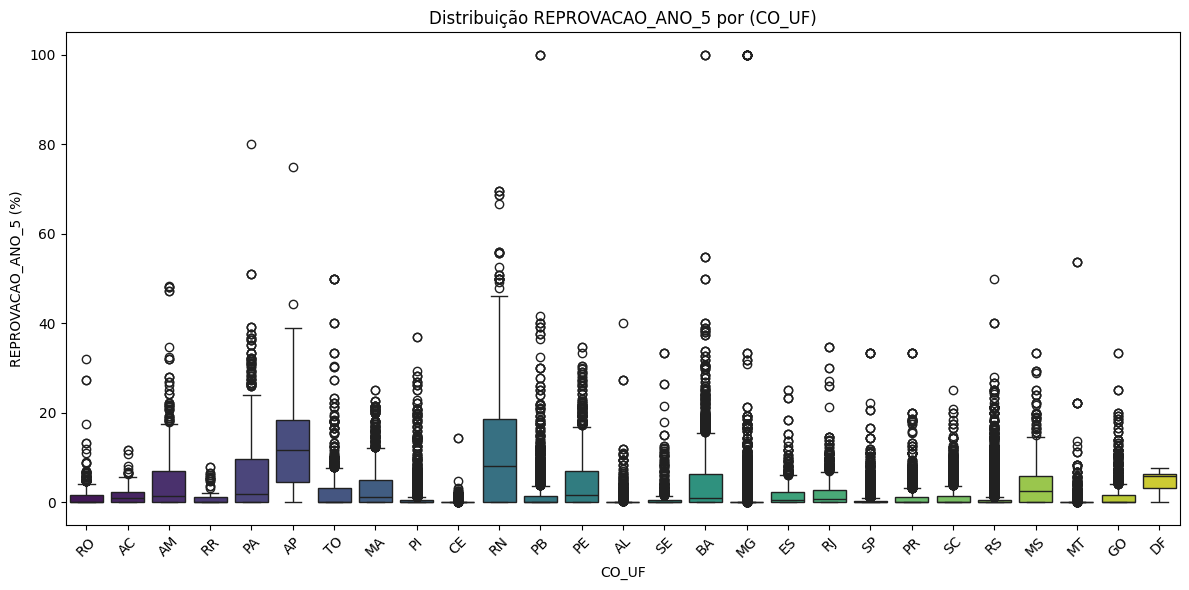 Distribuição REPROVACAO_ANO_5 por (CO_UF)
REPROVACAO_ANO_5 (%)
100
80
60
40
20
0
RO AC AM RR PA AP TO MA PI CE RN PB PE AL SE BA MG ES RJ SP PR SC RS MS MT GO DF
CO_UF